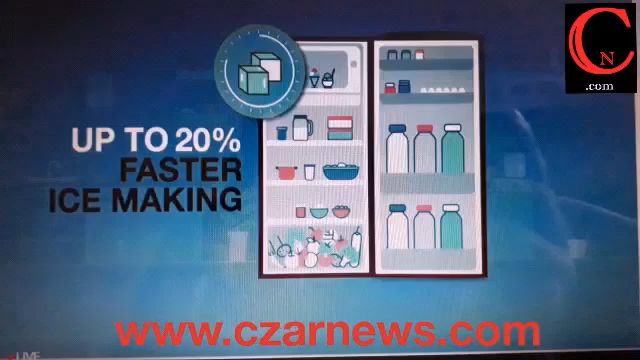 C
N
.com
UP TO 20%
FASTER
ICE MAKING
www.czarnews.com
LIVE